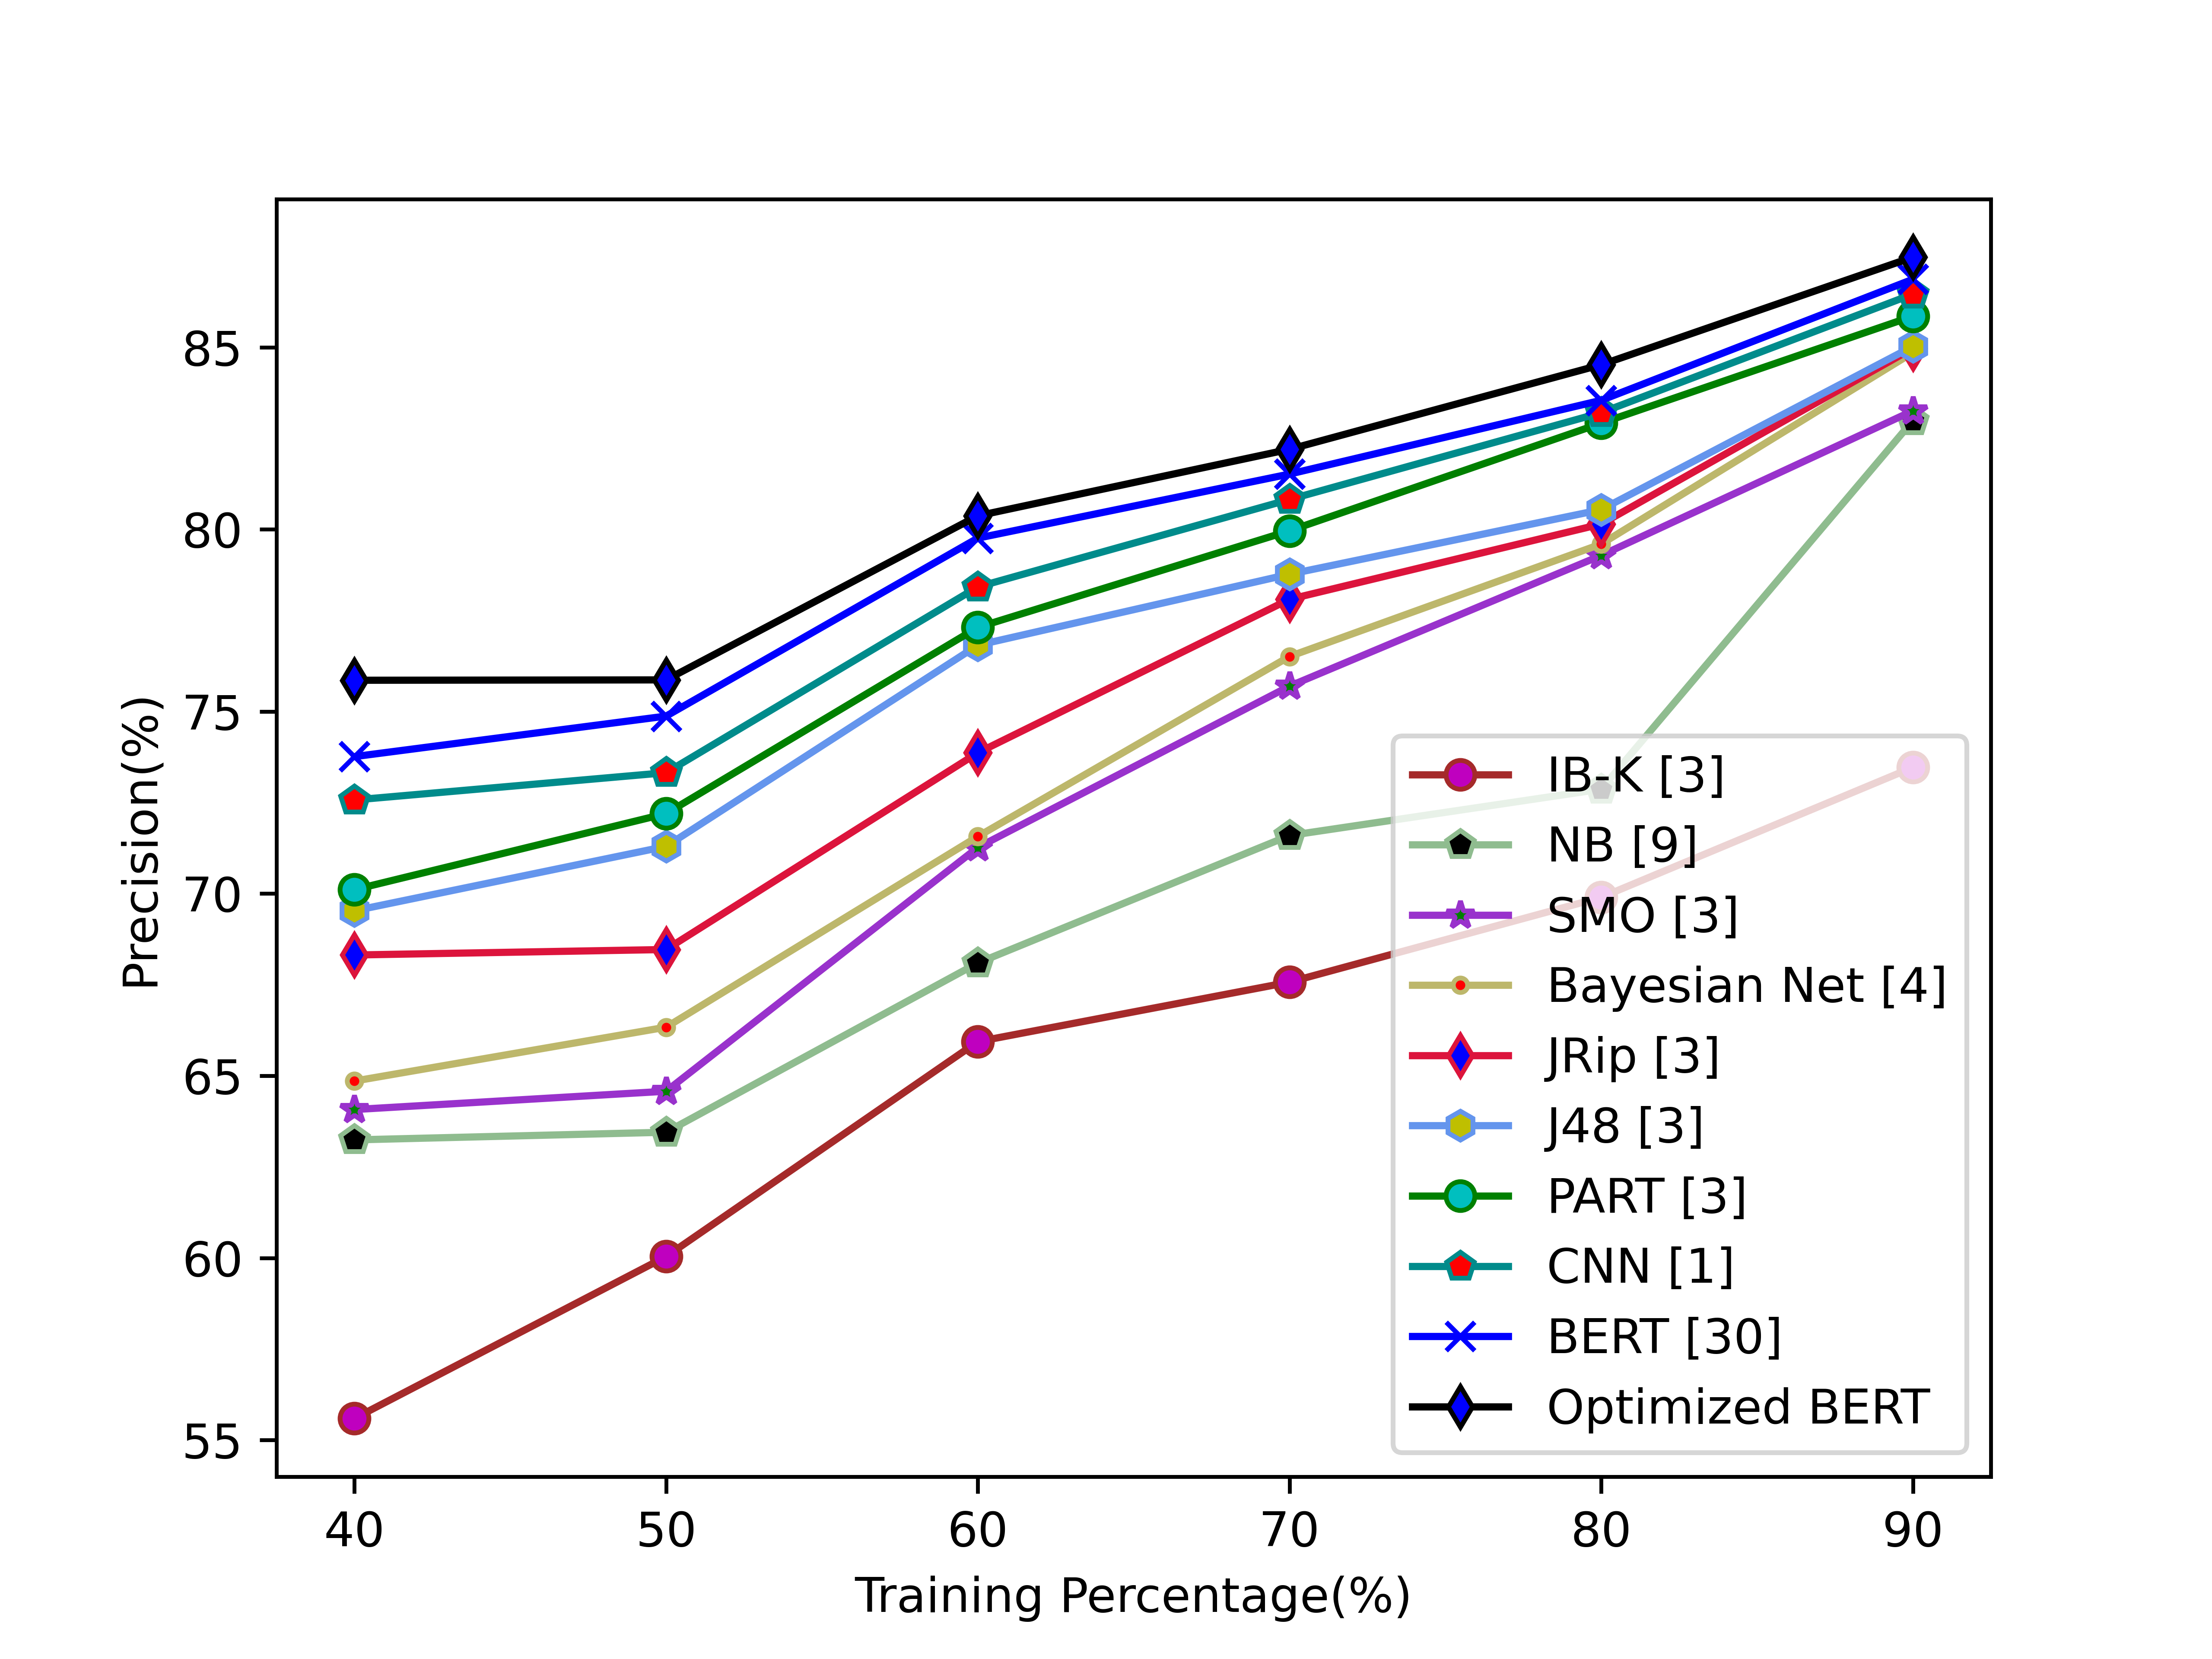 85
80
75
70
65
60
55
Precision(%)
IB-K [3]
NB [9]
SMO [3]
Bayesian Net [4]
JRip [3]
J48 [3]
PART [3]
CNN [1]
BERT [30]
Optimized BERT
40 50 60 70 80 90
Training Percentage(%)